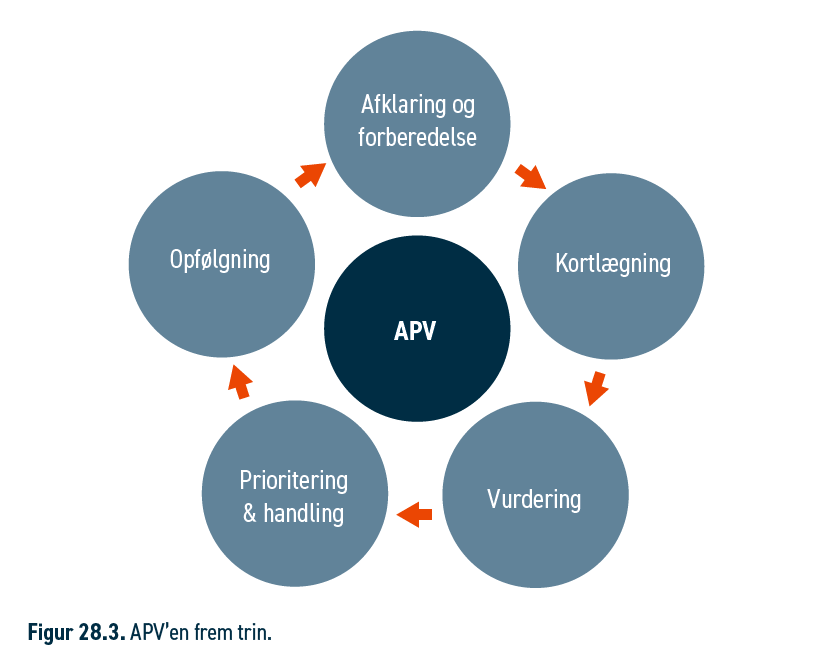 Afklaring og
forberedelse
Kortlægning
Vurdering
Prioritering
& handling
Opfølgning
APV
Figur 28.3. APV’en frem trin.